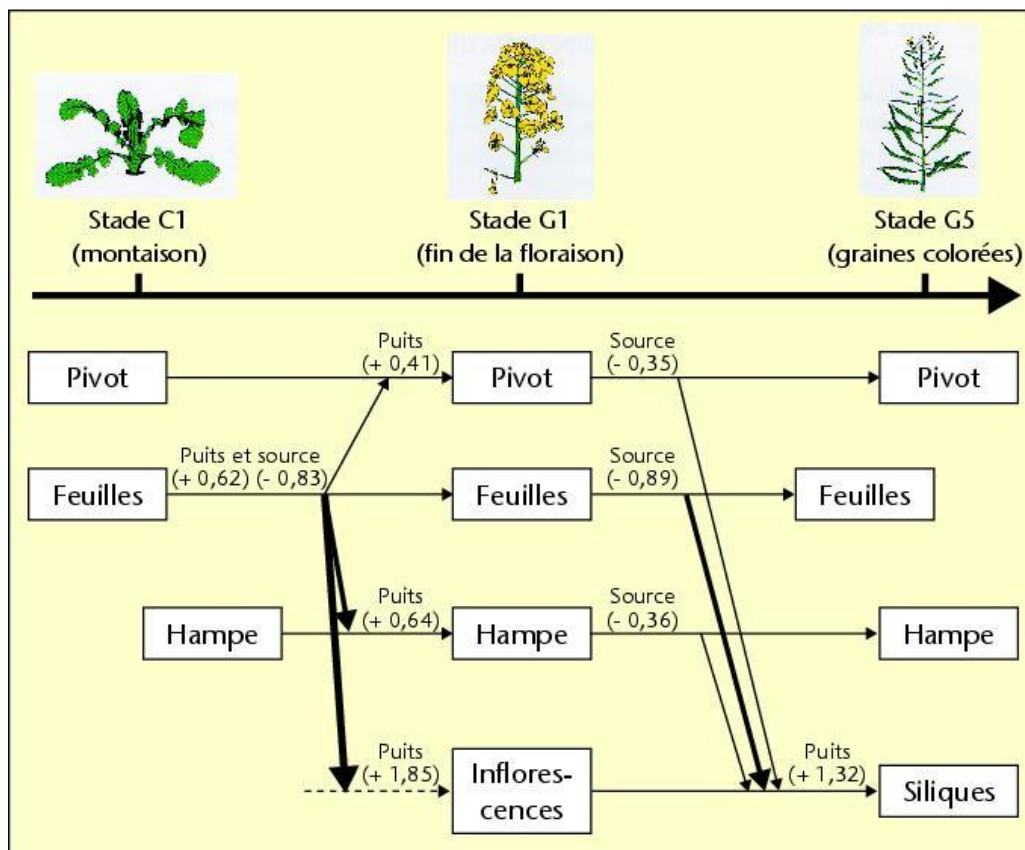 Stade C1
(montaison)
Stade G1
(fin de la floraison)
Stade G5
(graines colorées)
Puits
(+ 0,41)
Source
(- 0,35)
Pivot
Pivot
Pivot
Puits et source
(+ 0,62) (- 0,83)
Source
(- 0,89)
Feuilles
Feuilles
Feuilles
Puits
(+ 0,64)
Source
(- 0,36)
Hampe
Hampe
Hampe
Puits
(+ 1,85)
Puits
(+ 1,32)
Inflores-
cences
Siliques